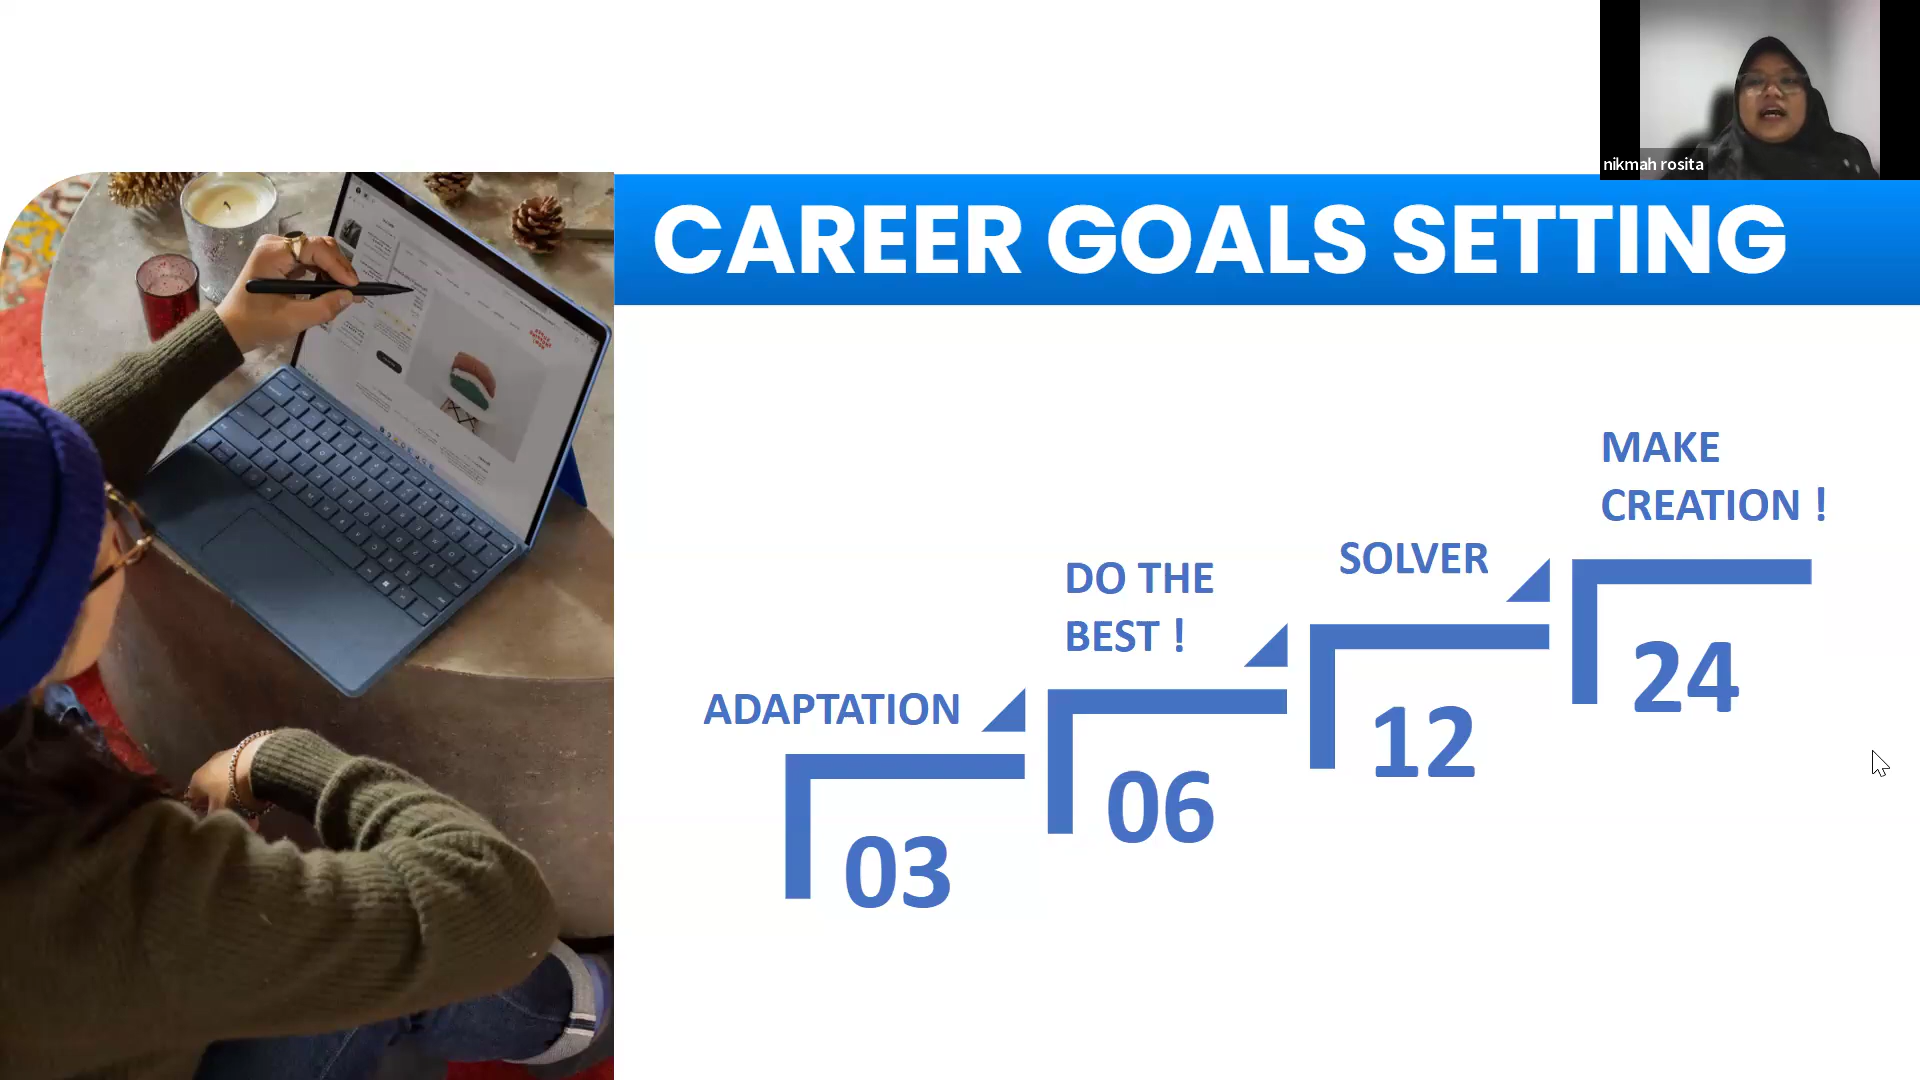 nikmah rosita
CAREER GOALS SETTING
MAKE
CREATION !
SOLVER
DO THE
BEST !
ADAPTATION
24
12
06
03